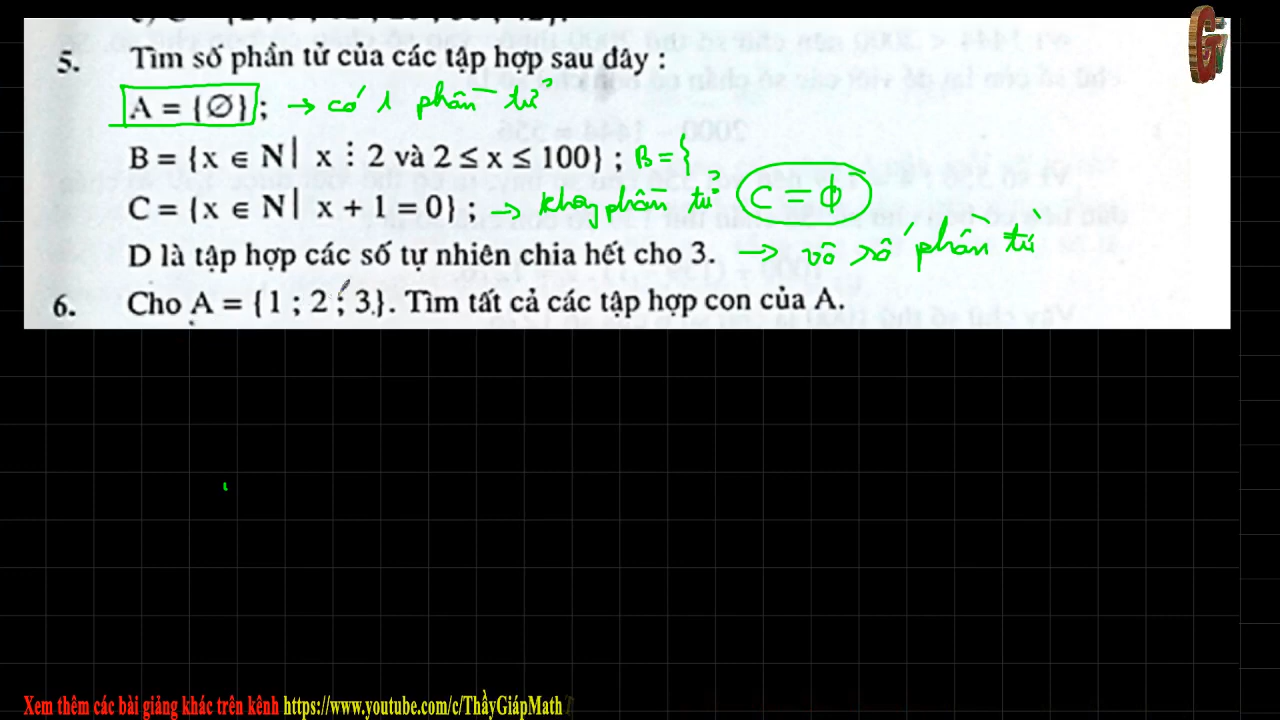 5. Tìm số phần tử của các tập hợp sau đây :
A = {∅} ; → có 1 phần tử
B = {x ∈ N | x ⋮ 2 và 2 ≤ x ≤ 100} ; B = {
C = {x ∈ N | x + 1 = 0} ; → phần tử C = ϕ
D là tập hợp các số tự nhiên chia hết cho 3. → vô số phần tử
6. Cho A = {1 ; 2 ; 3}. Tìm tất cả các tập hợp con của A.
Xem thêm các bài giảng khác trên kênh https://www.youtube.com/c/ThầyGiápMath